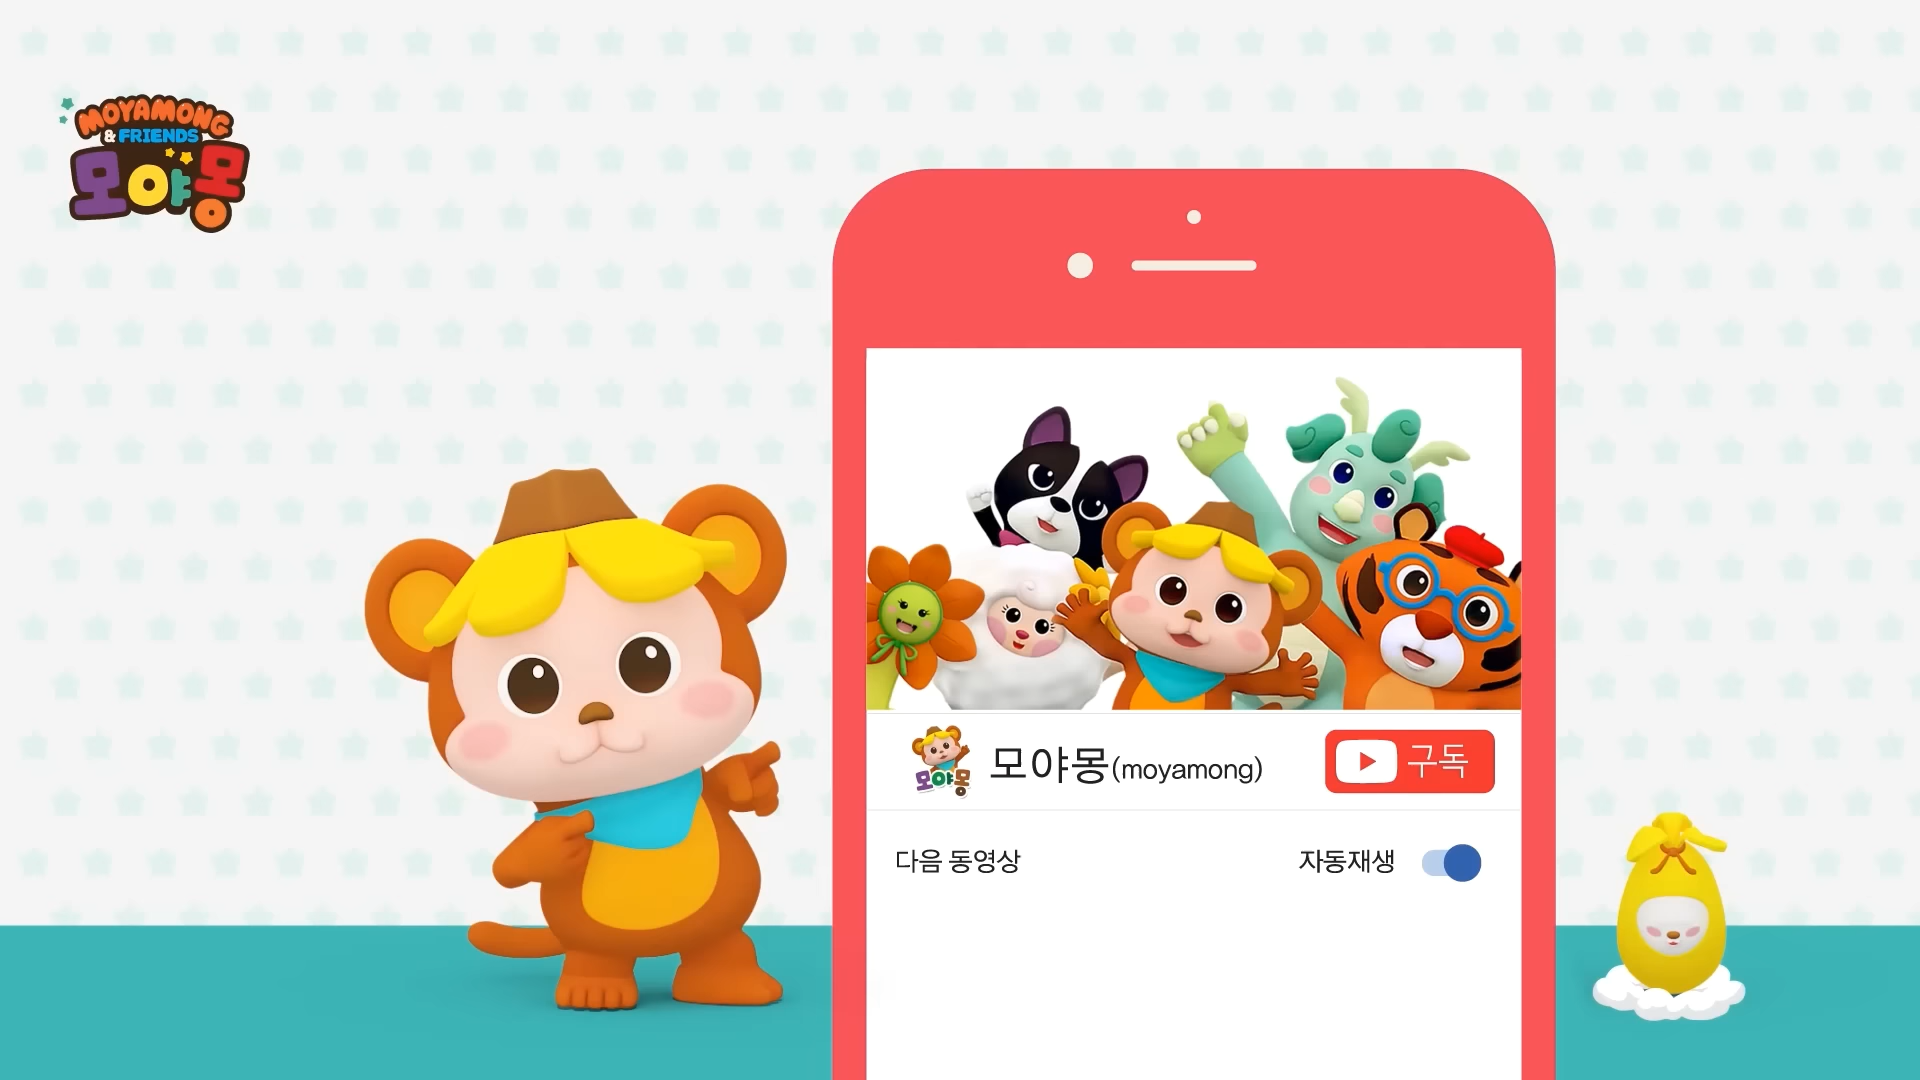 MOYAMONG
& FRIENDS
모야몽
모야몽
모야몽(moyamong)
구독
다음 동영상
자동재생